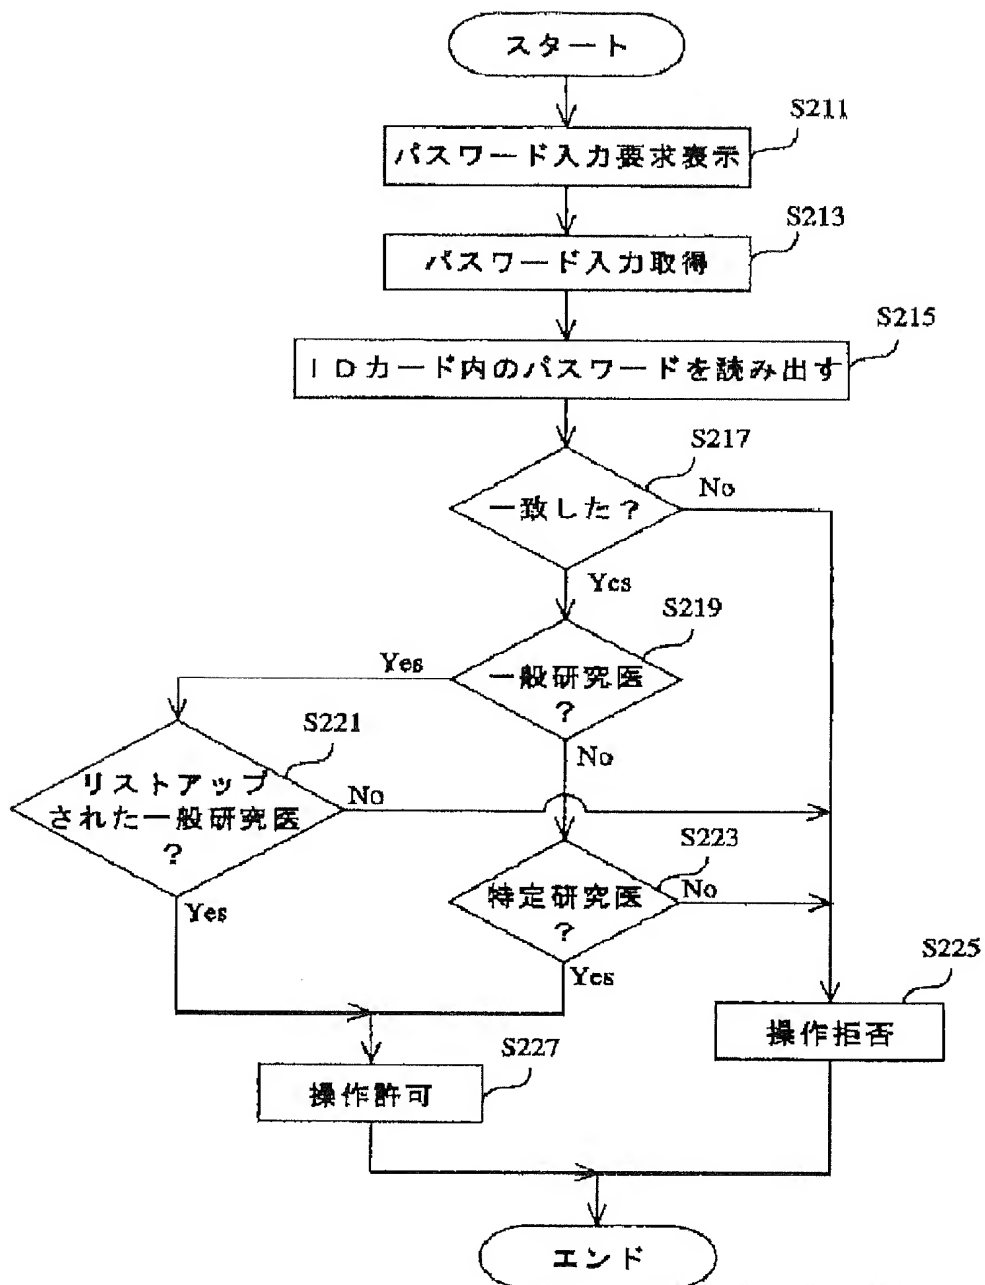 スタート
S211
パスワード入力要求表示
S213
パスワード入力取得
S215
IDカード内のパスワードを読み出す
S217
一致した?
No
Yes
S219
一般研究医
?
Yes
No
S221
リストアップ
された一般研究医
?
No
Yes
S223
特定研究医
?
No
Yes
S225
操作拒否
S227
操作許可
エンド